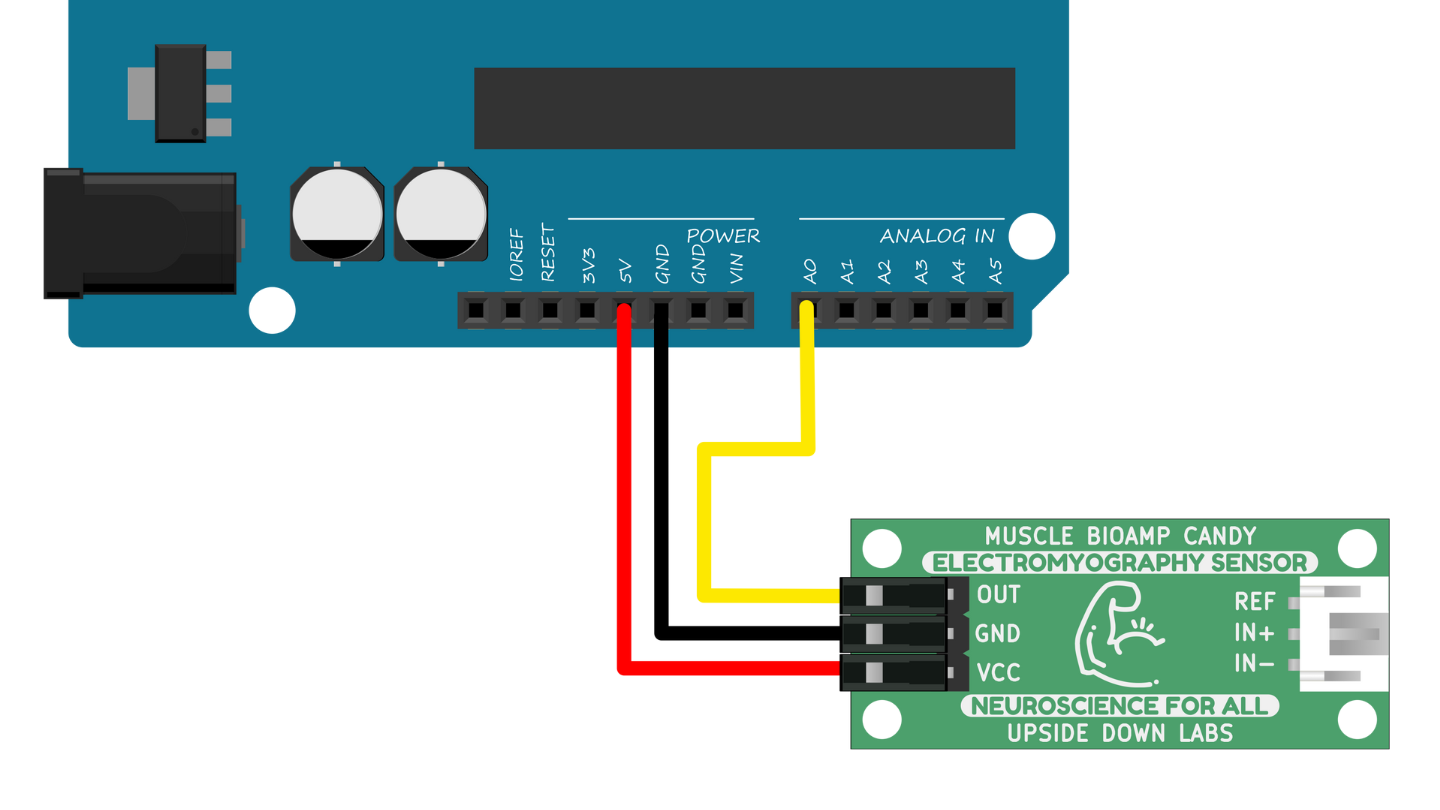 POWER
ANALOG IN
IOREF
RESET
3V3
5V
GND
GND
VIN
A0
A1
A2
A3
A4
A5
MUSCLE BIOAMP CANDY
ELECTROMYOGRAPHY SENSOR
OUT
GND
VCC
REF
IN+
IN–
NEUROSCIENCE FOR ALL
UPSIDE DOWN LABS